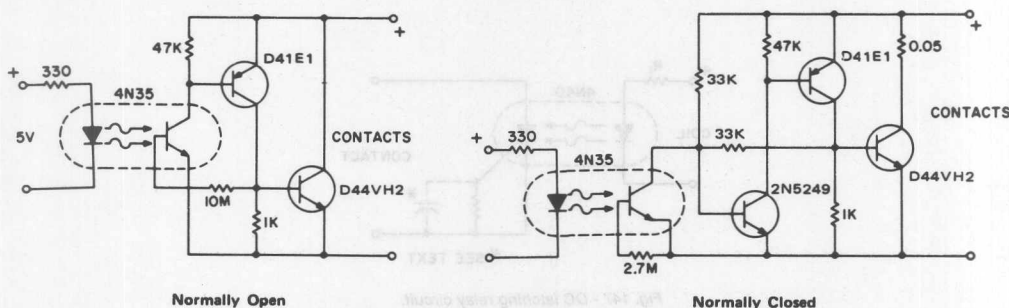 47K
D41E1
+
330
+
4N35
5V
CONTACTS
10M
D44VH2
1K
+
Normally Open
+
47K
D41E1
0.05
33K
CONTACTS
330
+
33K
4N35
D44VH2
2N5249
1K
2.7M
Normally Closed